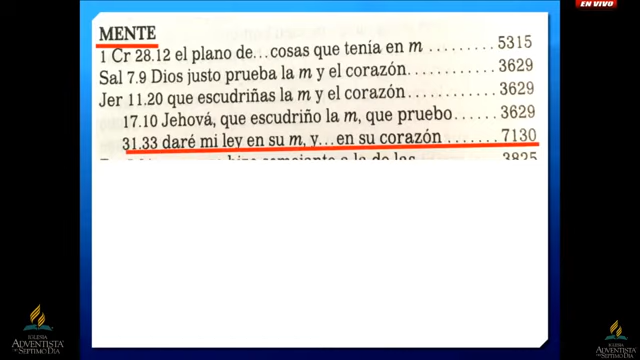 EN VIVO
MENTE
1 Cr 28.12 el plano de...cosas que tenía en m ........... 5315
Sal 7.9 Dios justo prueba la m y el corazón ........... 3629
Jer 11.20 que escudriñas la m y el corazón ........... 3629
17.10 Jehová, que escudriño la m, que pruebo ...... 3629
31.33 daré mi ley en su m, y... en su corazón ....... 7130
3825
IGLESIA
ADVENTISTA
DEL SÉPTIMO DÍA
IGLESIA
ADVENTISTA
DEL SÉPTIMO DÍA